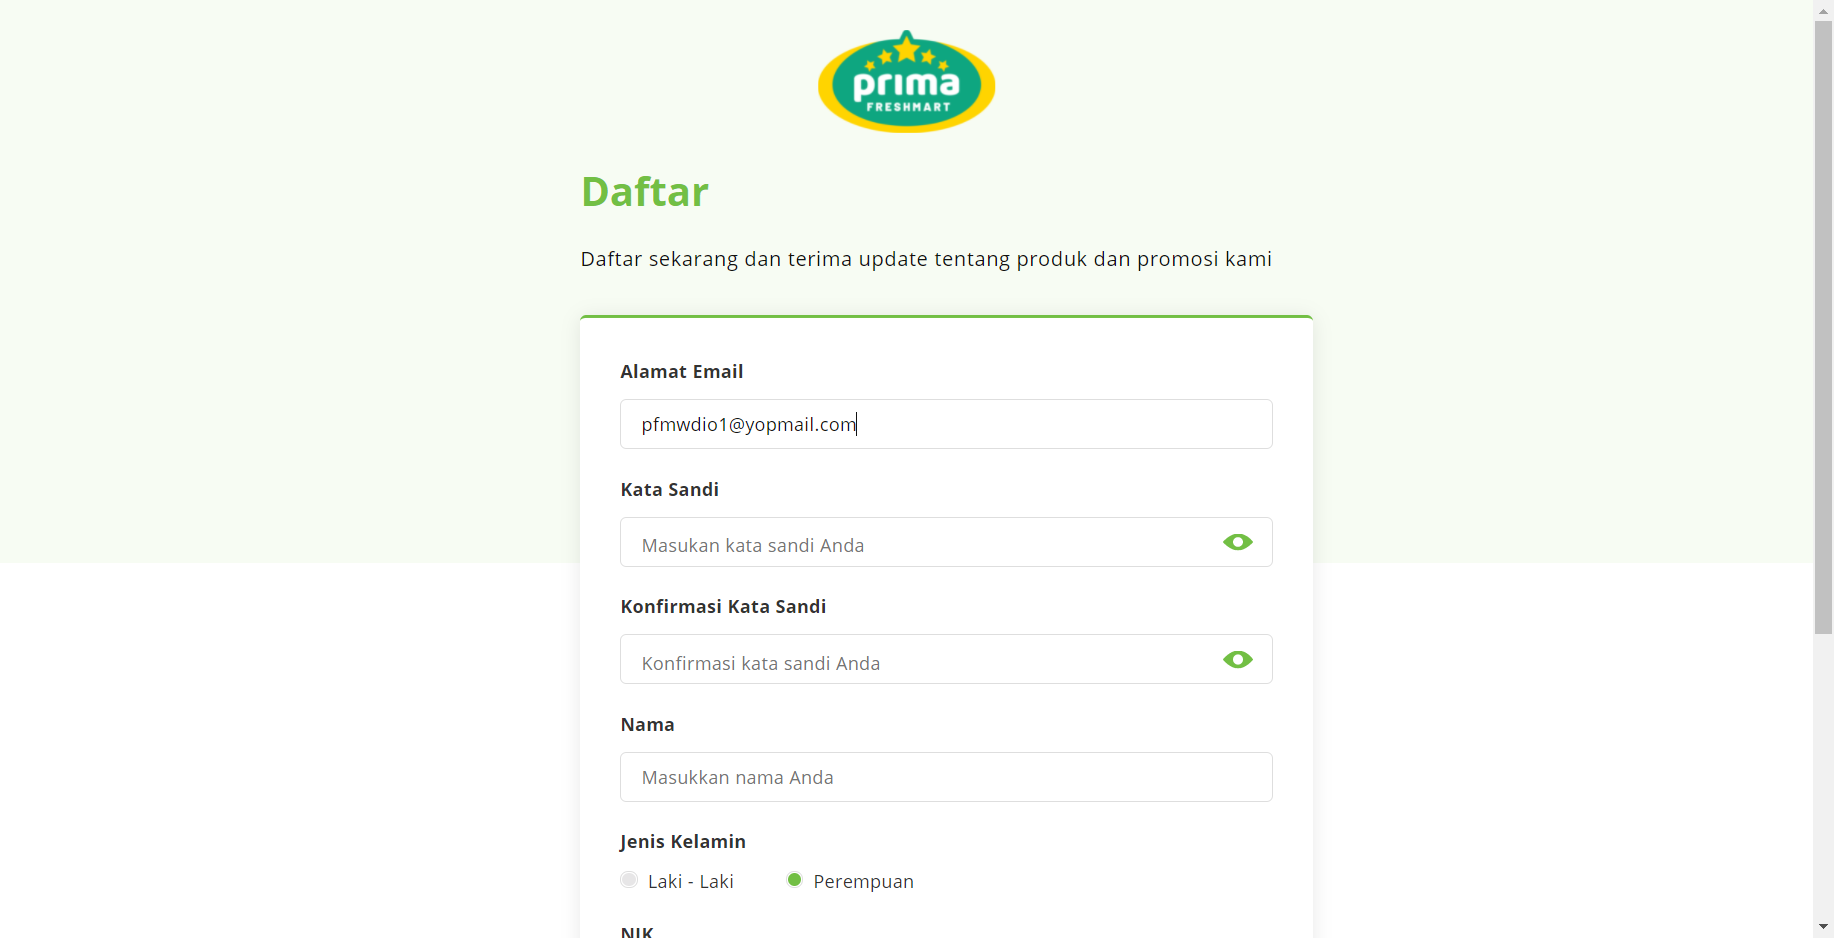 prima
FRESHMART
Daftar
Daftar sekarang dan terima update tentang produk dan promosi kami
Alamat Email
pfmwdio1@yopmail.com
Kata Sandi
Masukan kata sandi Anda
Konfirmasi Kata Sandi
Konfirmasi kata sandi Anda
Nama
Masukkan nama Anda
Jenis Kelamin
Laki - Laki Perempuan
NIK